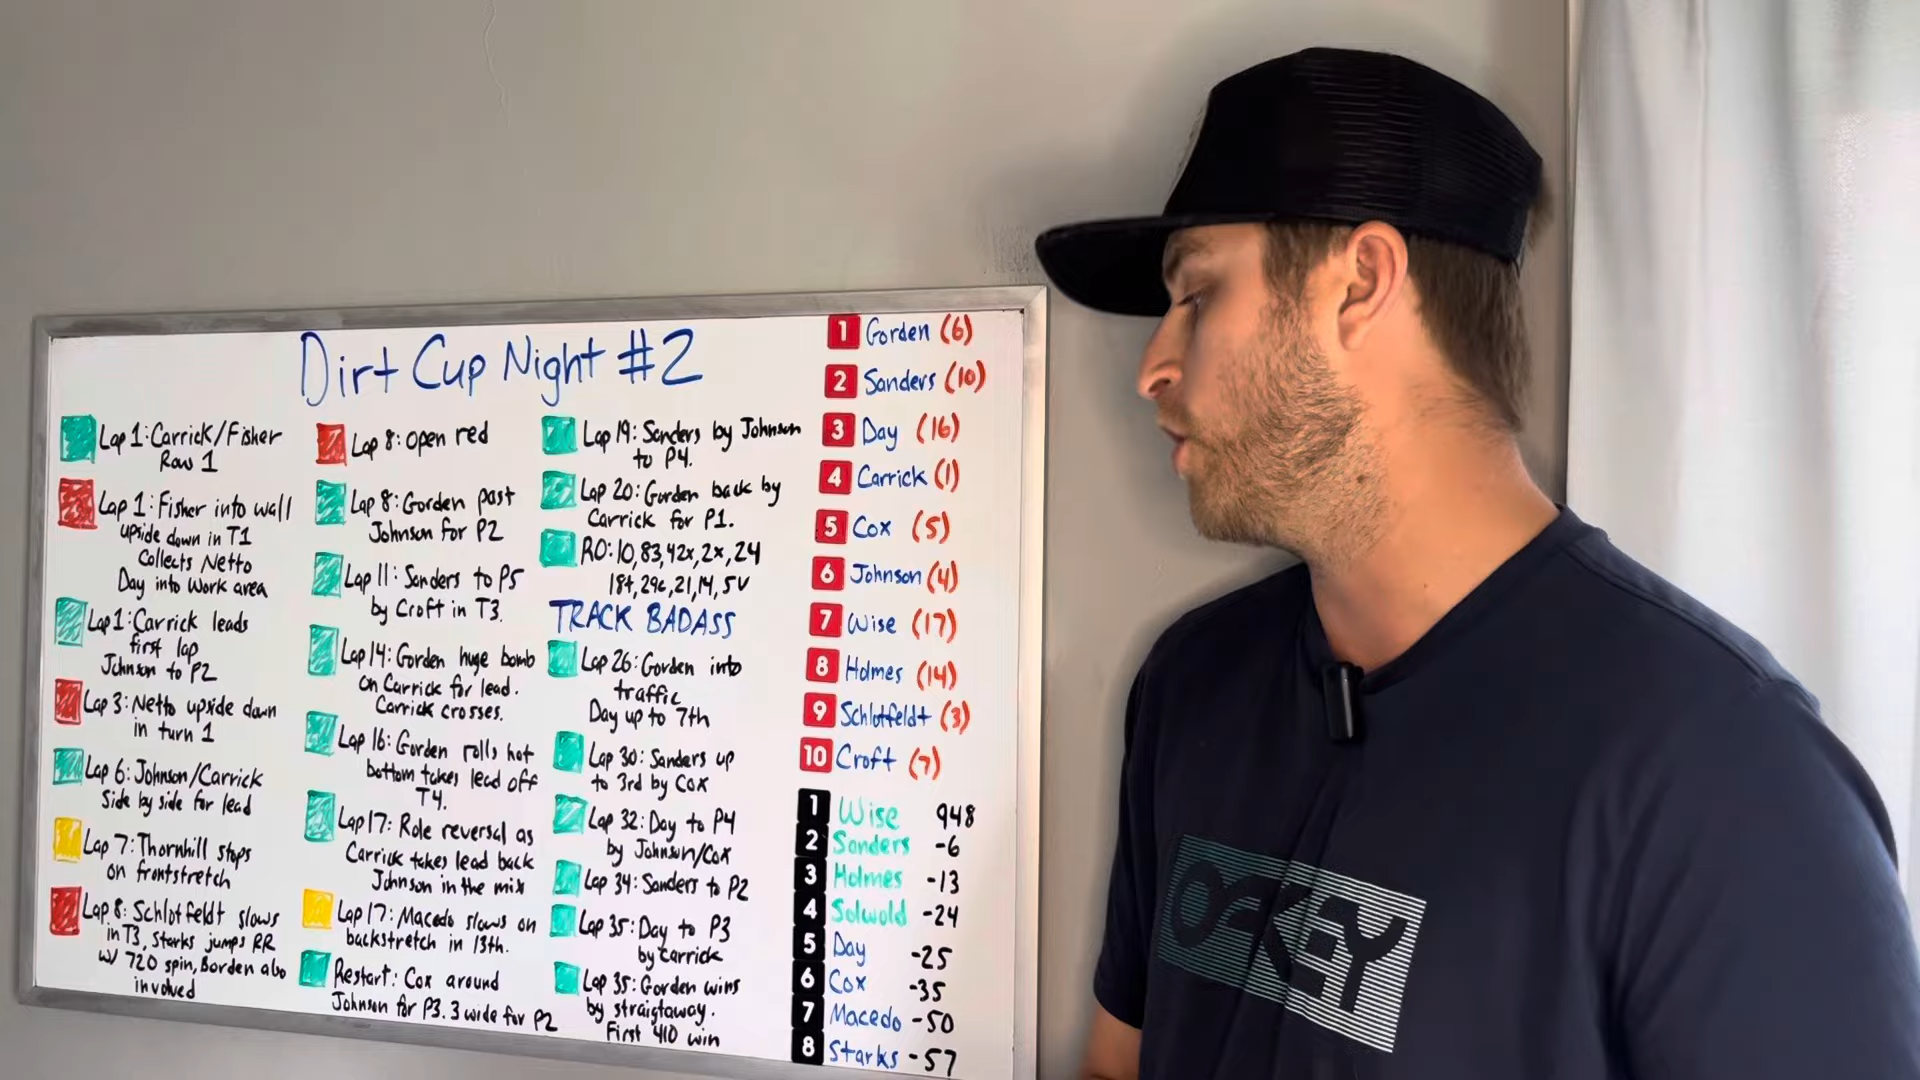 Dirt Cup Night #2
Lap 1: Carrick/Fisher
Row 1
Lap 1: Fisher into wall
upside down in T1
Collects Netto
Day into work area
Lap 1: Carrick leads
first lap
Johnson to P2
Lap 3: Netto upside down
in turn 1
Lap 6: Johnson/Carrick
Side by side for lead
Lap 7: Thornhill stops
on frontstretch
Lap 8: Schlotfeldt slows
in T3, Starks jumps RR
w/ 720 spin, Borden also
involved
Lap 8: open red
Lap 8: Gorden past
Johnson for P2
Lap 11: Sanders to P5
by Croft in T3.
Lap 14: Gorden huge bomb
on Carrick for lead.
Carrick crosses.
Lap 16: Gorden rolls hot
bottom takes lead off
T4.
Lap 17: Role reversal as
Carrick takes lead back
Johnson in the mix
Lap 17: Macedo slows on
backstretch in 13th.
Restart: Cox around
Johnson for P3. 3 wide for P2
Lap 19: Sanders by Johnson
to P4.
Lap 20: Gorden back by
Carrick for P1.
RO: 10, 83, 42x, 2x, 24
18t, 29c, 21, 14, 5V
TRACK BADASS
Lap 26: Gorden into
traffic
Day up to 7th
Lap 30: Sanders up
to 3rd by Cox
Lap 32: Day to P4
by Johnson/Cox
Lap 34: Sanders to P2
Lap 35: Day to P3
by Carrick
Lap 35: Gorden wins
by straigtaway.
First 410 win
1 Gorden (6)
2 Sanders (10)
3 Day (16)
4 Carrick (1)
5 Cox (5)
6 Johnson (4)
7 Wise (17)
8 Holmes (14)
9 Schlotfeldt (3)
10 Croft (7)
1 Wise 948
2 Sanders -6
3 Holmes -13
4 Solwold -24
5 Day -25
6 Cox -35
7 Macedo -50
8 Starks -57
OAKLEY